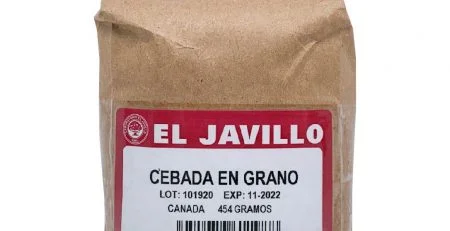 EL JAVILLO
CEBADA EN GRANO
LOT: 101920 EXP: 11-2022
CANADA 454 GRAMOS